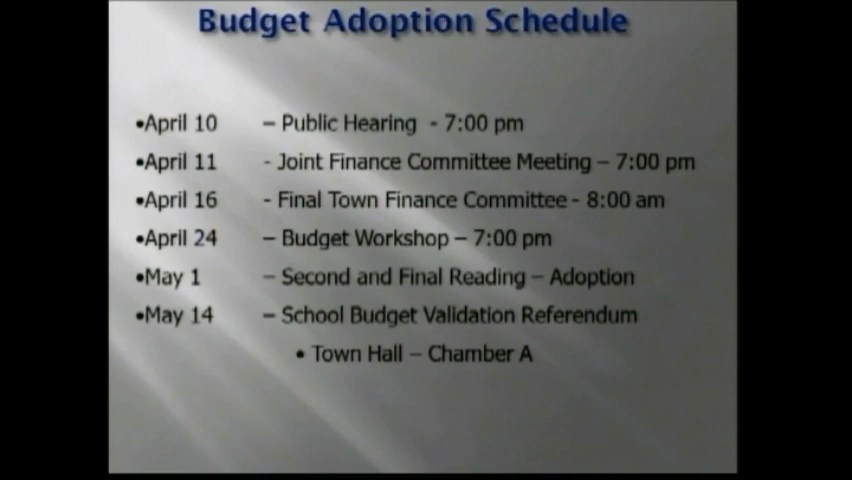 Budget Adoption Schedule
•April 10 – Public Hearing - 7:00 pm
•April 11 - Joint Finance Committee Meeting – 7:00 pm
•April 16 - Final Town Finance Committee - 8:00 am
•April 24 – Budget Workshop – 7:00 pm
•May 1 – Second and Final Reading – Adoption
•May 14 – School Budget Validation Referendum
• Town Hall – Chamber A